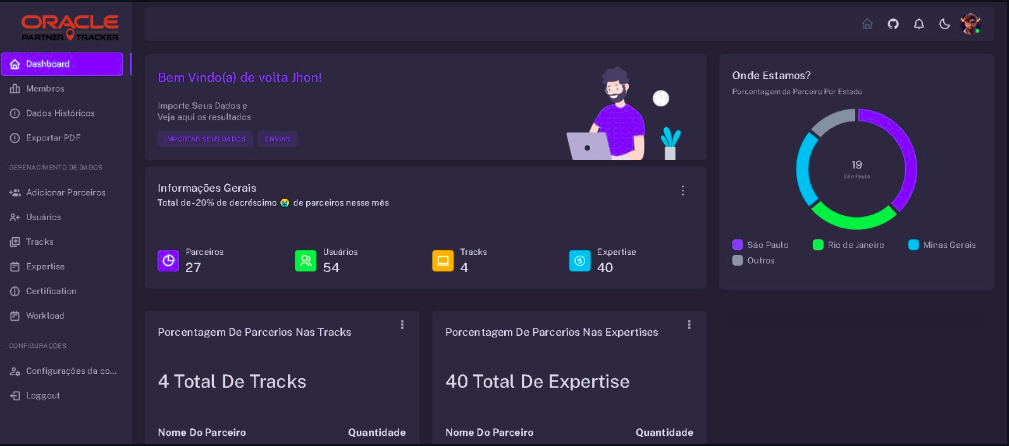 ORACLE
PARTNER TRACKER
Dashboard
Membros
Dados Históricos
Exportar PDF
GERENACIMENTO DE DADOS
Adicionar Parceiros
Usuários
Tracks
Expertise
Certification
Workload
CONFIGURAÇÕES
Configurações da co...
Loggout
Bem Vindo(a) de volta Jhon!
Importe Seus Dados e
Veja aqui os resultados
IMPORTAR SEUS DADOS
ENVIAR
Informações Gerais
Total de -20% de decréscimo 😭 de parceiros nesse mês
Parceiros
27
Usuários
54
Tracks
4
Expertise
40
Onde Estamos?
Porcentagem de Parceiro Por Estado
19
São Paulo
São Paulo
Rio de Janeiro
Minas Gerais
Outros
Porcentagem De Parcerios Nas Tracks
4 Total De Tracks
Nome Do Parceiro Quantidade
Porcentagem De Parcerios Nas Expertises
40 Total De Expertise
Nome Do Parceiro Quantidade